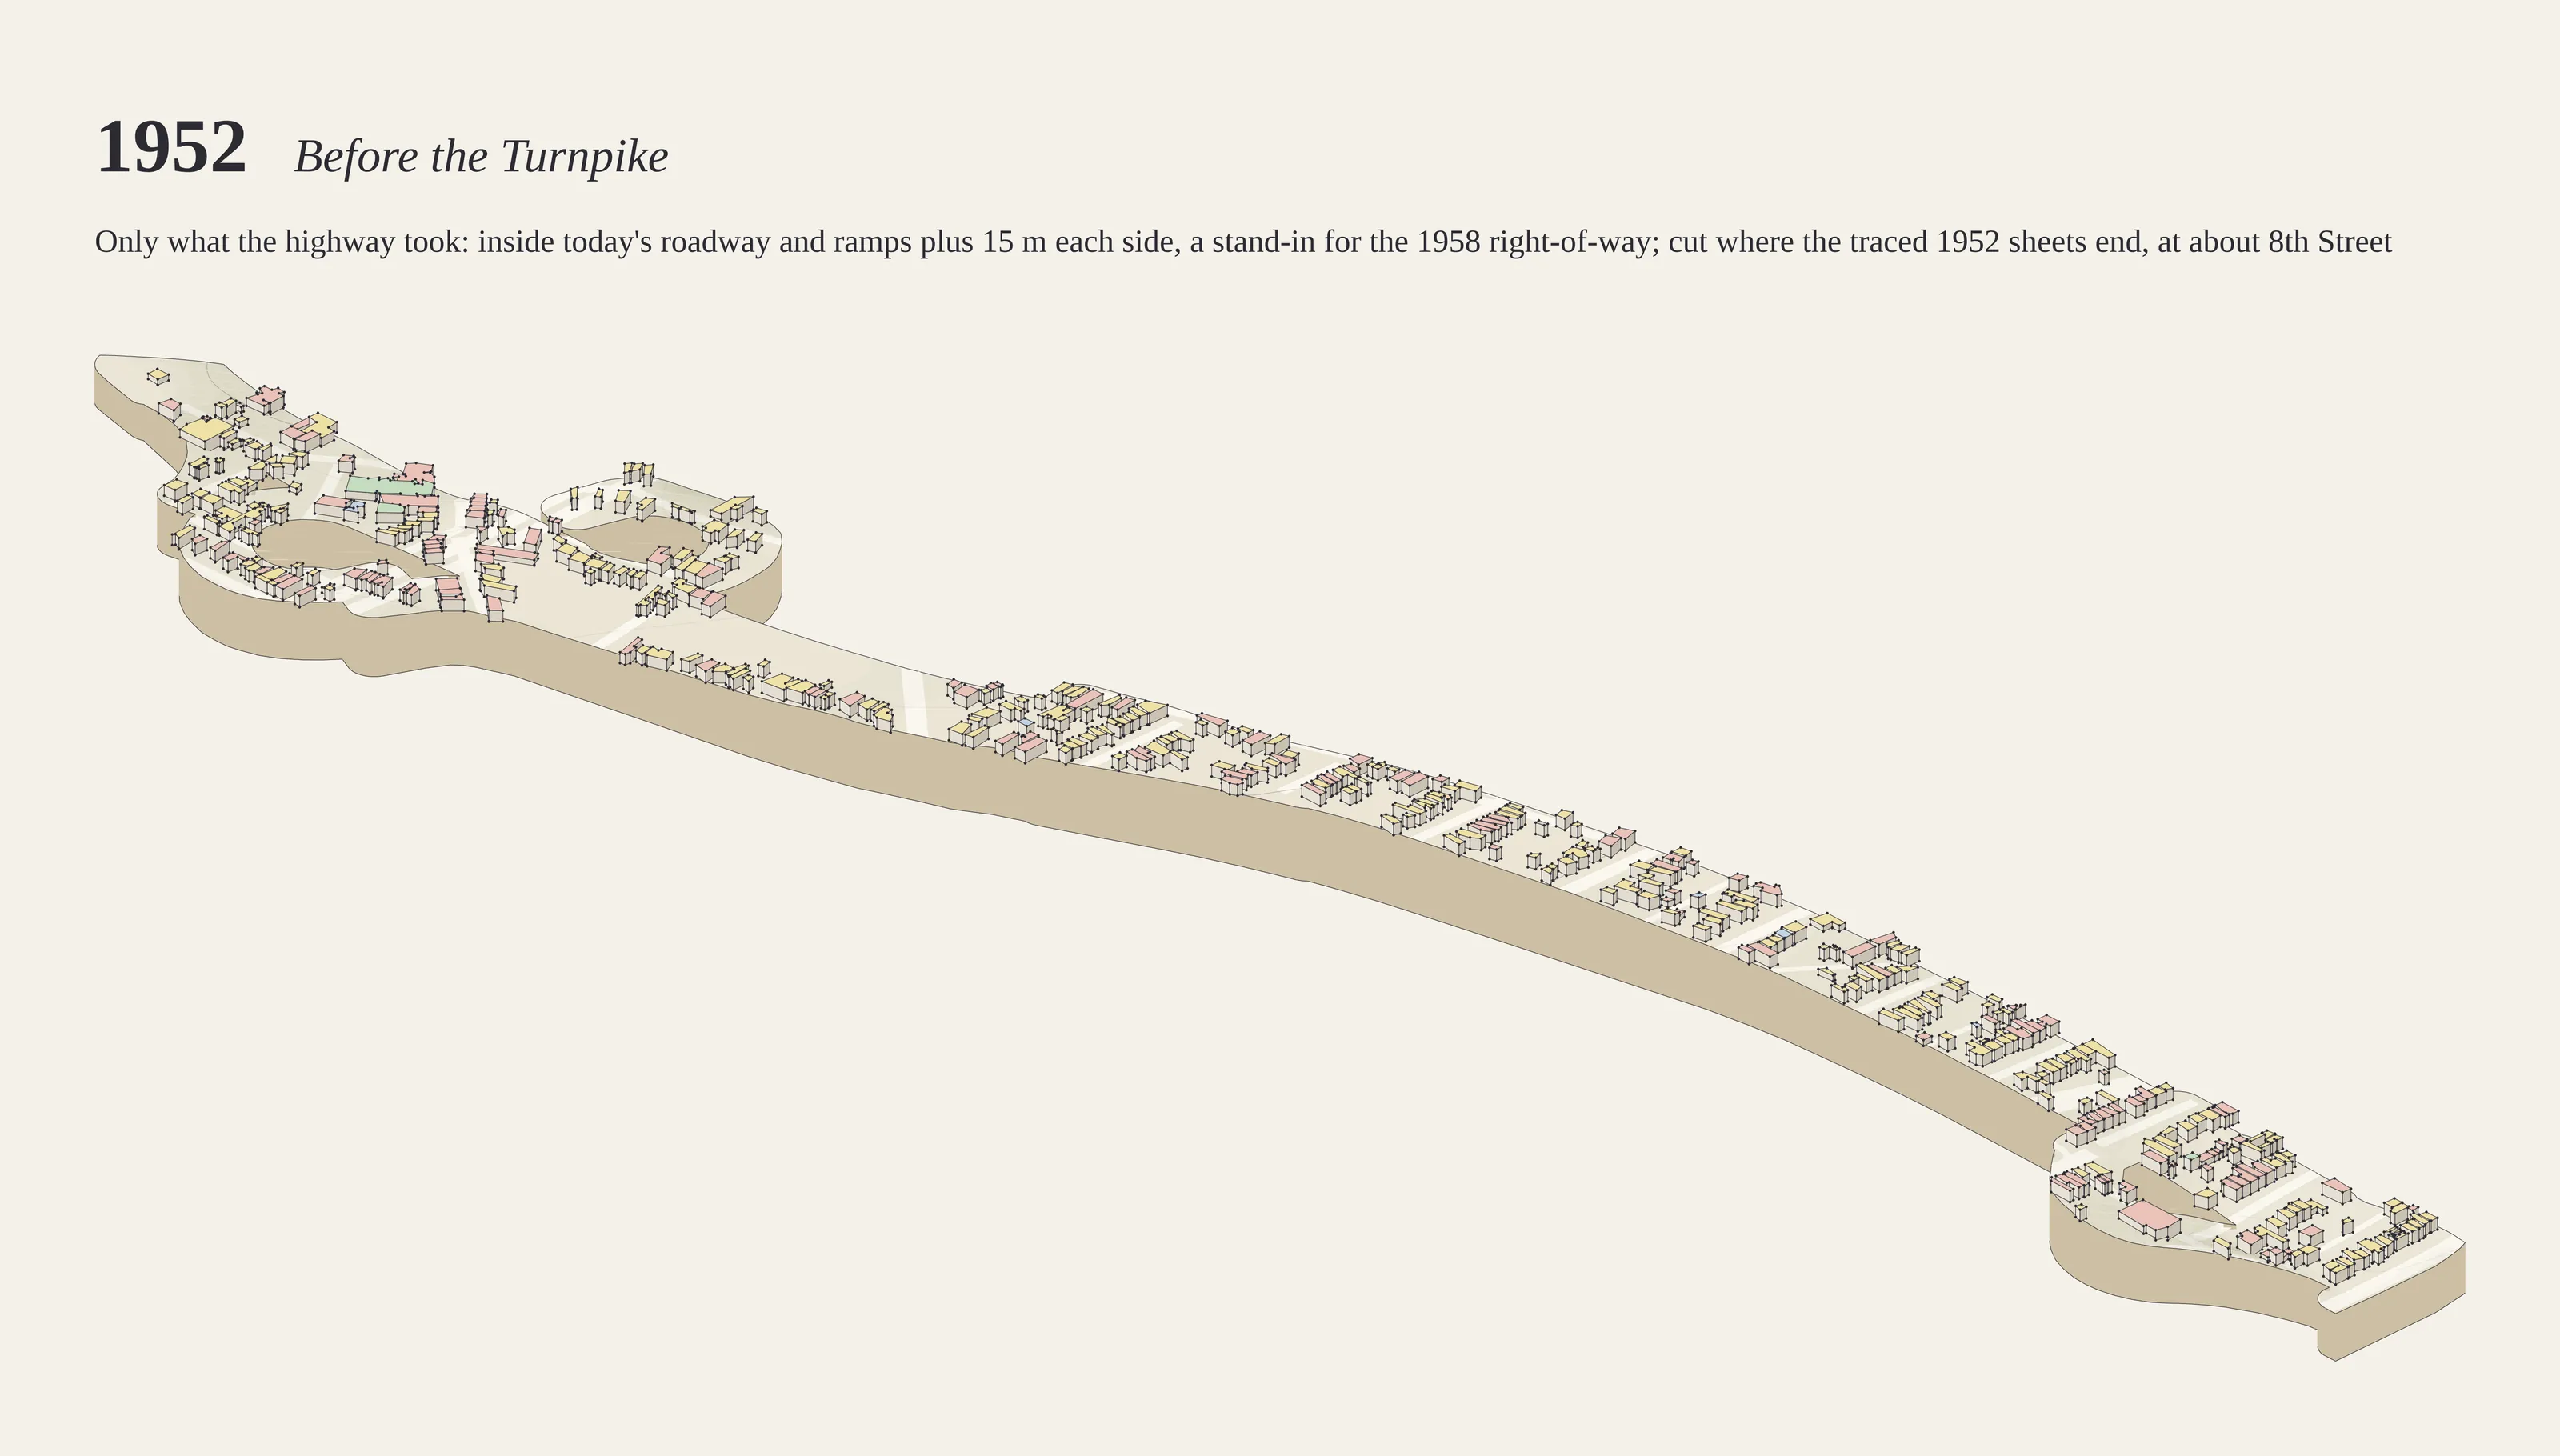 1952 Before the Turnpike
Only what the highway took: inside today's roadway and ramps plus 15 m each side, a stand-in for the 1958 right-of-way; cut where the traced 1952 sheets end, at about 8th Street